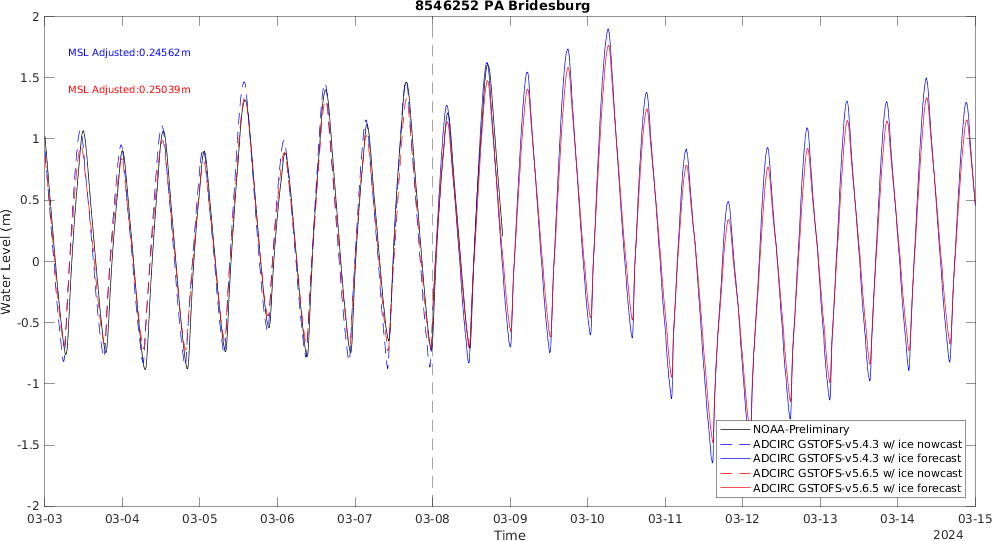 8546252 PA Bridesburg
MSL Adjusted:0.24562m
MSL Adjusted:0.25039m
Water Level (m)
2
1.5
1
0.5
0
-0.5
-1
-1.5
-2
NOAA-Preliminary
ADCIRC GSTOFS-v5.4.3 w/ ice nowcast
ADCIRC GSTOFS-v5.4.3 w/ ice forecast
ADCIRC GSTOFS-v5.6.5 w/ ice nowcast
ADCIRC GSTOFS-v5.6.5 w/ ice forecast
03-03 03-04 03-05 03-06 03-07 03-08 03-09 03-10 03-11 03-12 03-13 03-14 03-15
Time
2024